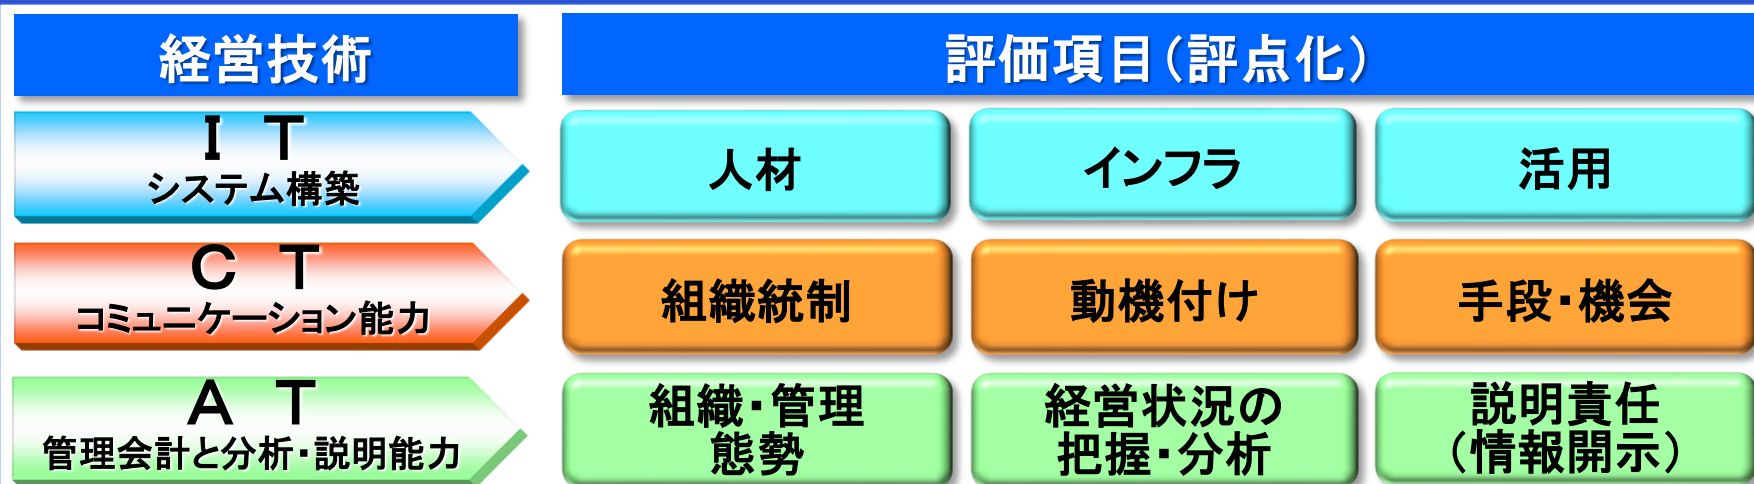 経営技術
評価項目（評点化）
ＩＴ
システム構築
人材
インフラ
活用
ＣＴ
コミュニケーション能力
組織統制
動機付け
手段・機会
ＡＴ
管理会計と分析・説明能力
組織・管理
態勢
経営状況の
把握・分析
説明責任
（情報開示）